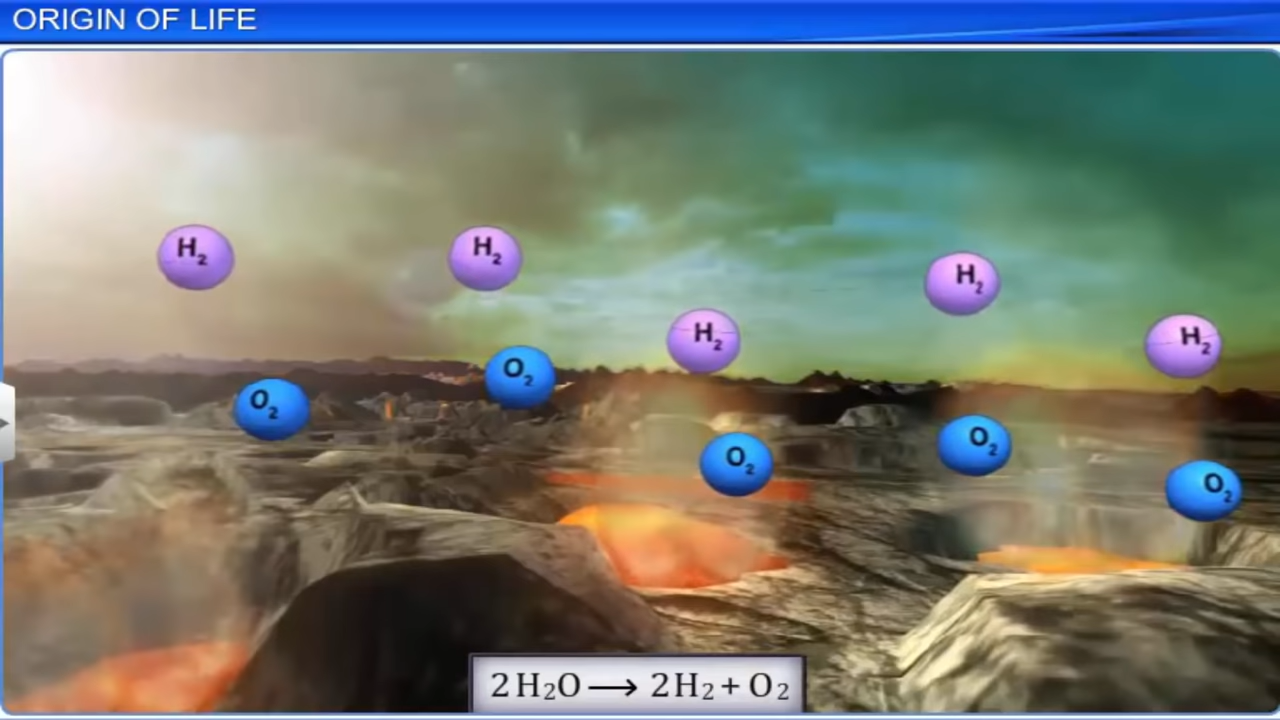 ORIGIN OF LIFE
H₂
H₂
H₂
H₂
H₂
O₂
O₂
O₂
O₂
O₂
2H₂O⟶2H₂+O₂